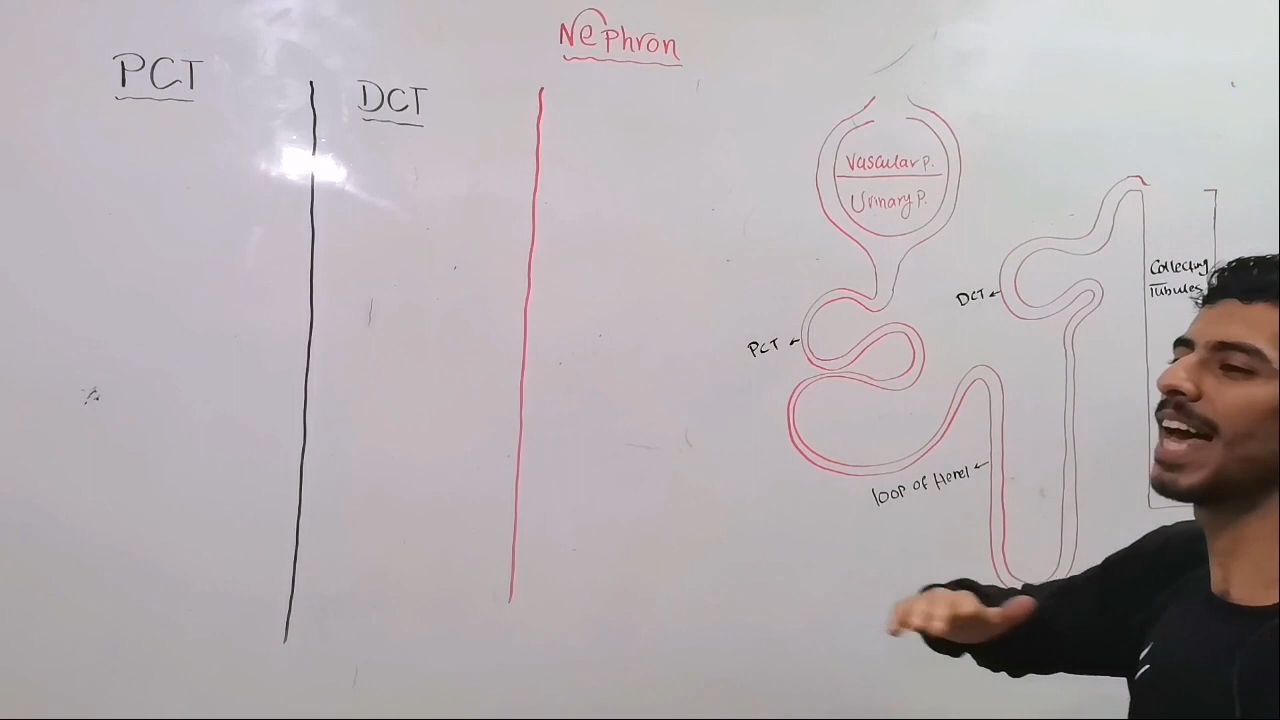 Nephron
PCT
DCT
Vascular P.
Urinary P.
Collecting
Tubules
DCT
PCT
loop of Henel